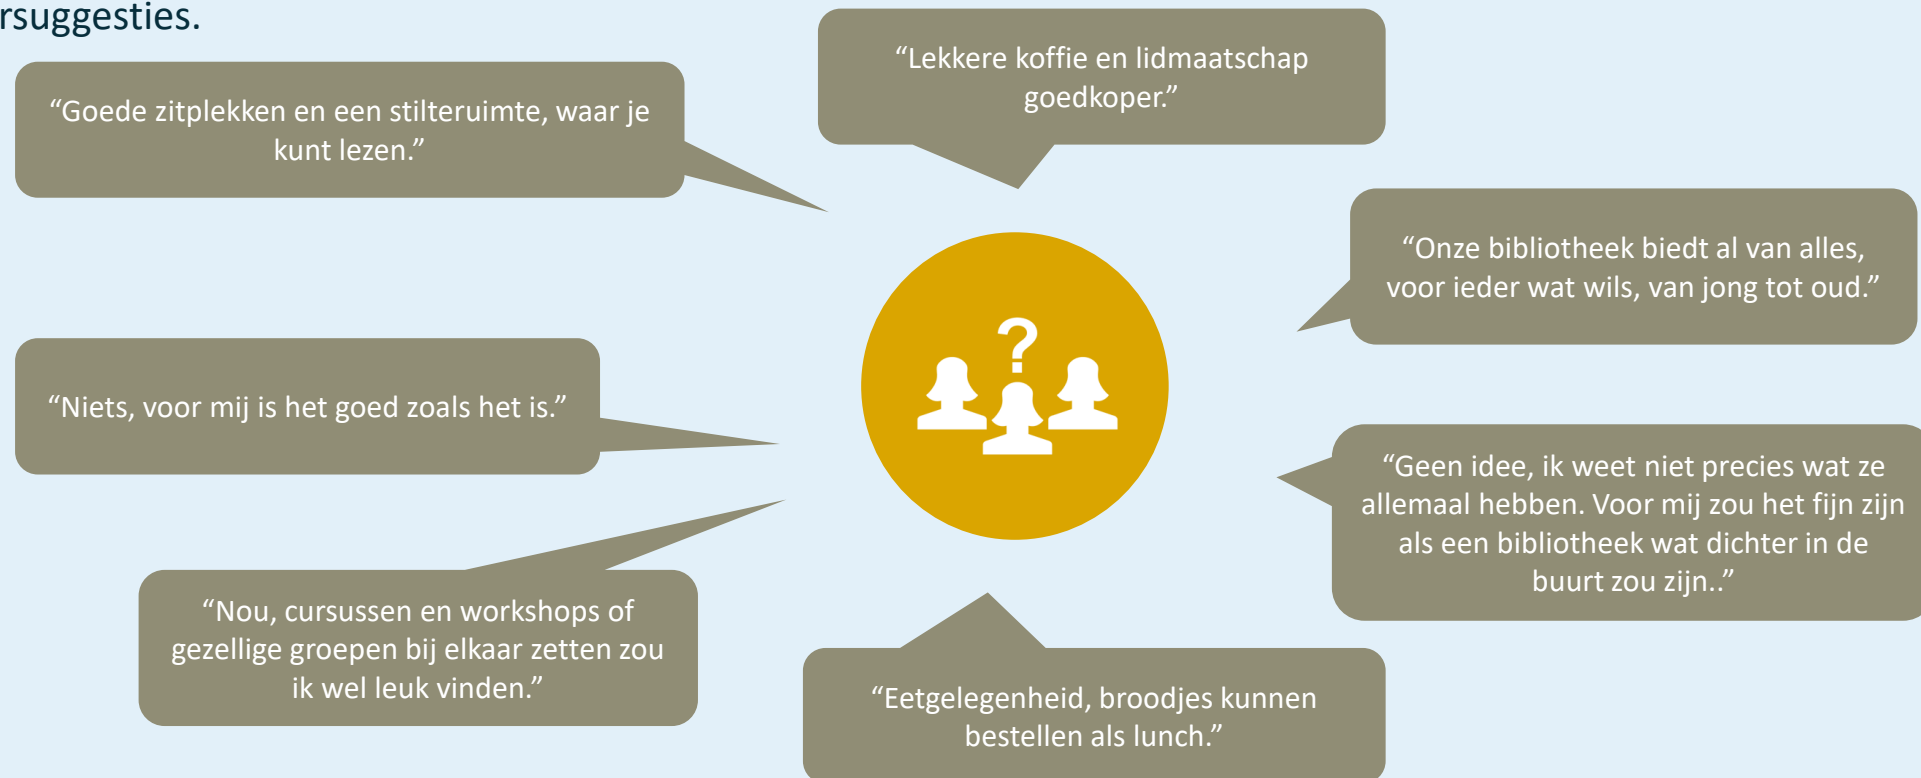 rsuggesties.
“Lekkere koffie en lidmaatschap
goedkoper.”
“Goede zitplekken en een stilteruimte, waar je
kunt lezen.”
“Onze bibliotheek biedt al van alles,
voor ieder wat wils, van jong tot oud.”
?
“Niets, voor mij is het goed zoals het is.”
“Geen idee, ik weet niet precies wat ze
allemaal hebben. Voor mij zou het fijn zijn
als een bibliotheek wat dichter in de
buurt zou zijn..”
“Nou, cursussen en workshops of
gezellige groepen bij elkaar zetten zou
ik wel leuk vinden.”
“Eetgelegenheid, broodjes kunnen
bestellen als lunch.”